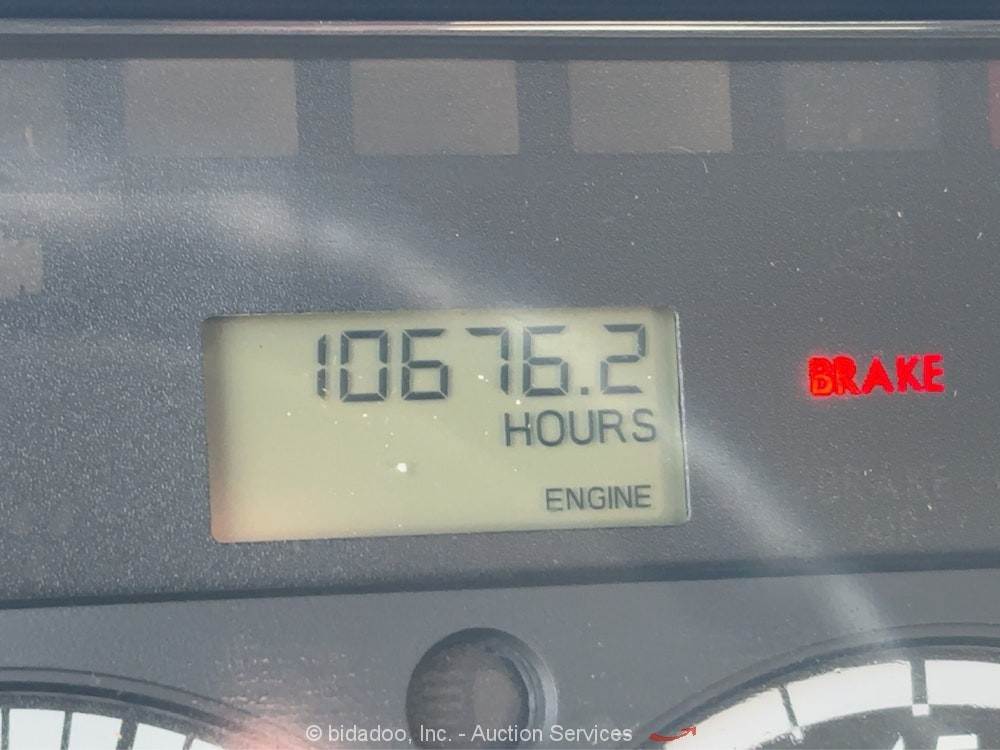 10676.2
HOURS
BRAKE
ENGINE
© bidadoo, Inc. - Auction Services